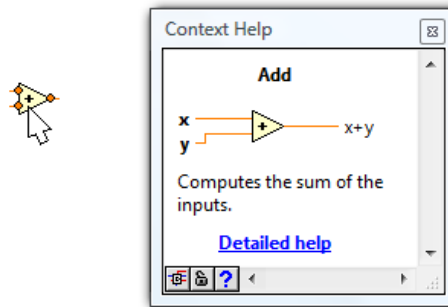 Context Help
Add
x
y
x+y
Computes the sum of the
inputs.
Detailed help